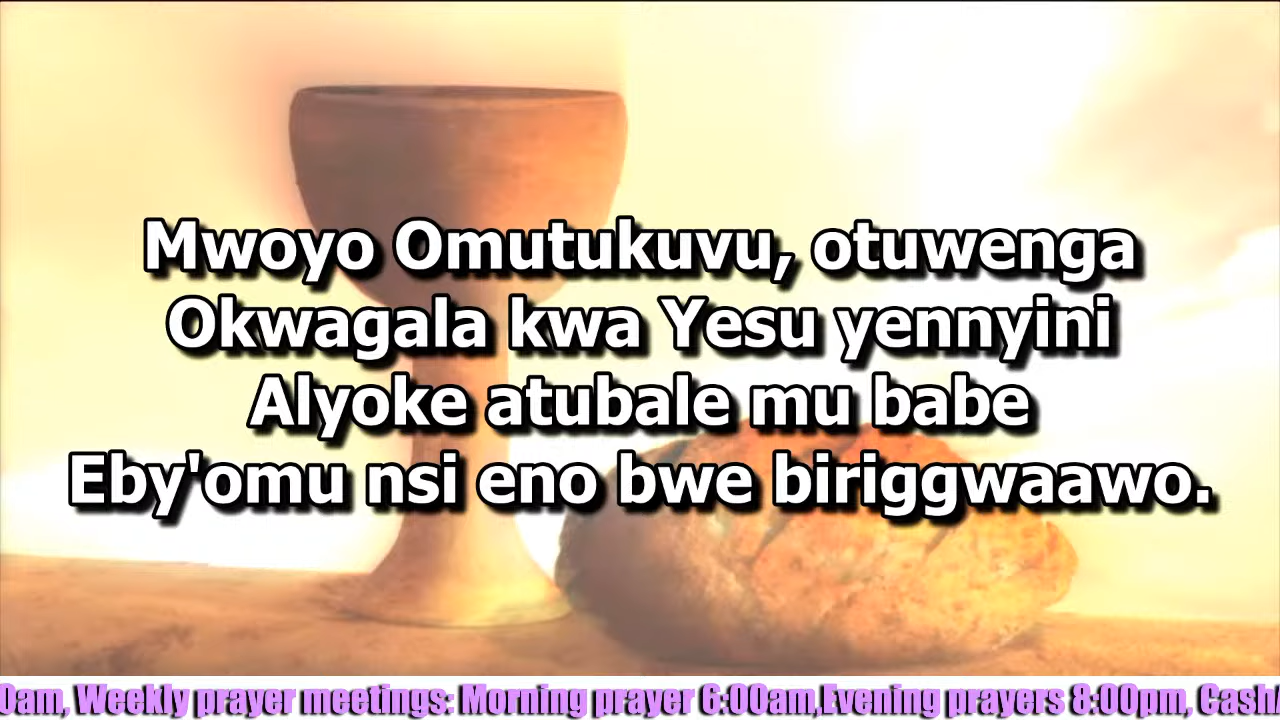 Mwoyo Omutukuvu, otuwenga
Okwagala kwa Yesu yennyini
Alyoke atubale mu babe
Eby'omu nsi eno bwe biriggwaawo.
0am, Weekly prayer meetings: Morning prayer 6:00am,Evening prayers 8:00pm, Cash